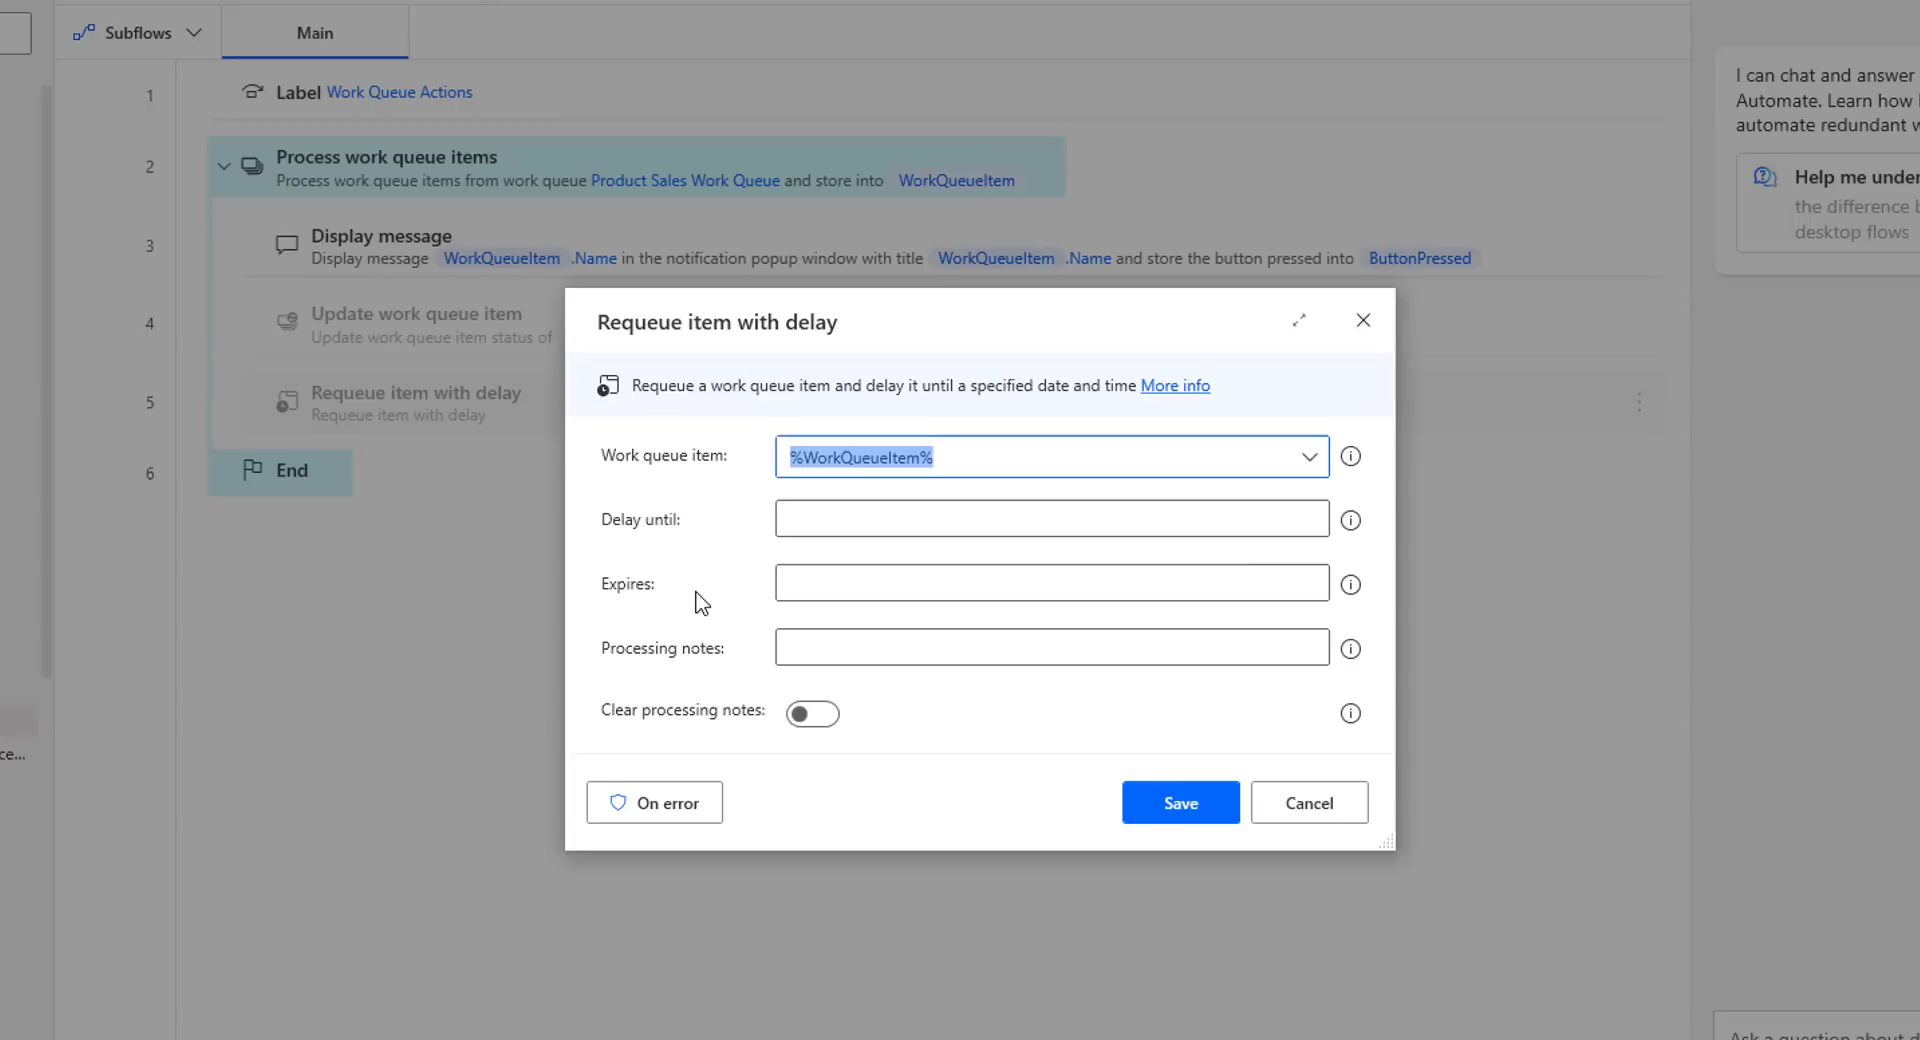 Subflows
Main
1
Label Work Queue Actions
2
Process work queue items
Process work queue items from work queue Product Sales Work Queue and store into WorkQueueItem
3
Display message
Display message WorkQueueItem .Name in the notification popup window with title WorkQueueItem .Name and store the button pressed into ButtonPressed
4
Update work queue item
Update work queue item status of
5
Requeue item with delay
Requeue item with delay
6
End
Requeue item with delay
Requeue a work queue item and delay it until a specified date and time More info
Work queue item:
%WorkQueueItem%
Delay until:
Expires:
Processing notes:
Clear processing notes:
On error
Save
Cancel
I can chat and answer
Automate. Learn how
automate redundant
Help me under
the difference
desktop flows
ce...
Ask a question about